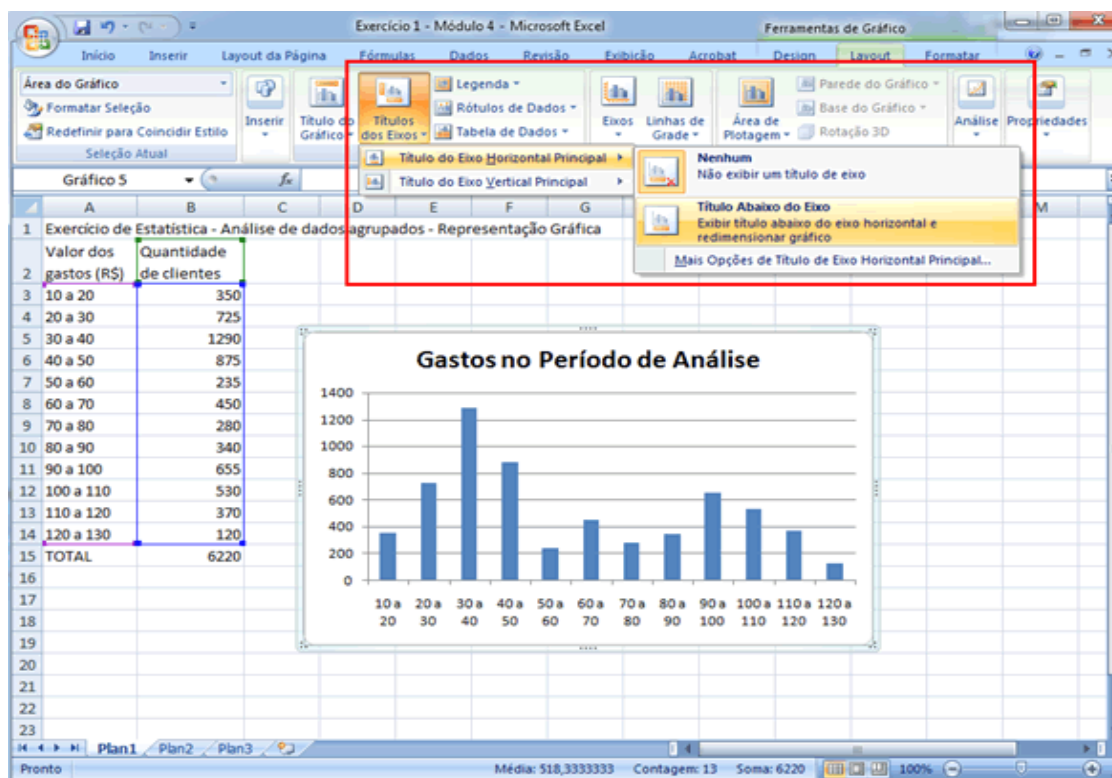 Exercício 1 - Módulo 4 - Microsoft Excel
Ferramentas de Gráfico
Início Inserir Layout da Página Fórmulas Dados Revisão Exibição Acrobat Design Layout Formatar
Área do Gráfico
Formatar Seleção
Redefinir para Coincidir Estilo
Seleção Atual
Inserir
Título do
Gráfico
Títulos
dos Eixos
Legenda
Rótulos de Dados
Tabela de Dados
Eixos
Linhas de
Grade
Área de
Plotagem
Parede do Gráfico
Base do Gráfico
Rotação 3D
Análise
Propriedades
Título do Eixo Horizontal Principal
Título do Eixo Vertical Principal
Nenhum
Não exibir um título de eixo
Título Abaixo do Eixo
Exibir título abaixo do eixo horizontal e
redimensionar gráfico
Mais Opções de Título de Eixo Horizontal Principal...
Gráfico 5
fx
A B C D E F G M
1 Exercício de Estatística - Análise de dados agrupados - Representação Gráfica
Valor dos Quantidade
2 gastos (R$) de clientes
3 10 a 20 350
4 20 a 30 725
5 30 a 40 1290
6 40 a 50 875
7 50 a 60 235
8 60 a 70 450
9 70 a 80 280
10 80 a 90 340
11 90 a 100 655
12 100 a 110 530
13 110 a 120 370
14 120 a 130 120
15 TOTAL 6220
16
17
18
19
20
21
22
23
Gastos no Período de Análise
1400
1200
1000
800
600
400
200
0
10 a 20 a 30 a 40 a 50 a 60 a 70 a 80 a 90 a 100 a 110 a 120 a
20 30 40 50 60 70 80 90 100 110 120 130
Plan1 Plan2 Plan3
Pronto
Média: 518,3333333 Contagem: 13 Soma: 6220 100%